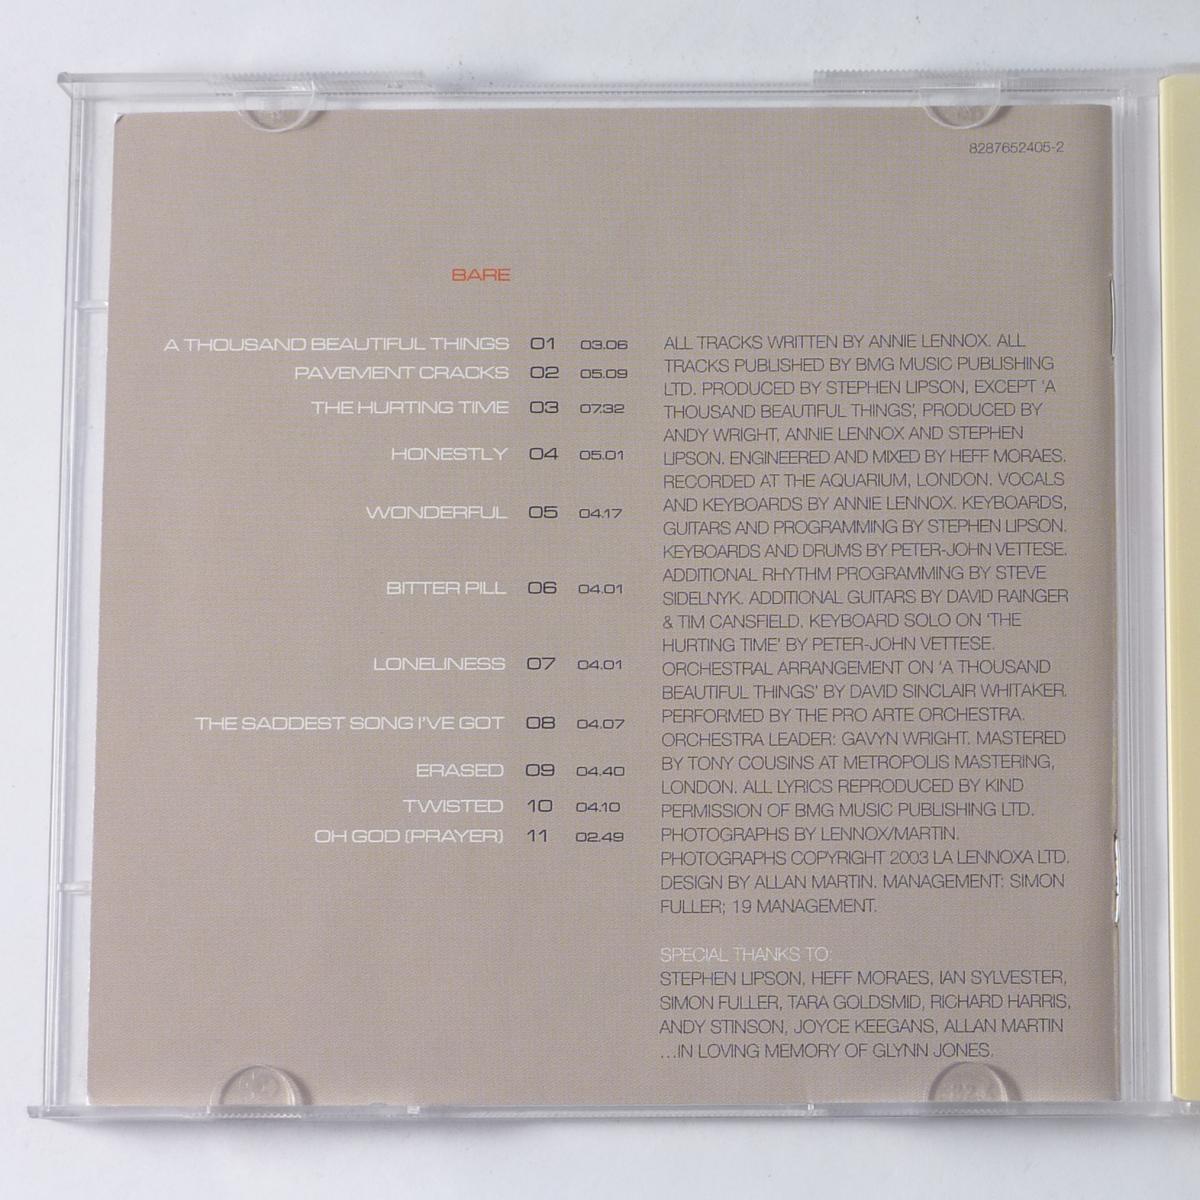 8287652405-2
BARE
A THOUSAND BEAUTIFUL THINGS 01 03.06
PAVEMENT CRACKS 02 05.09
THE HURTING TIME 03 07.32
HONESTLY 04 05.01
WONDERFUL 05 04.17
BITTER PILL 06 04.01
LONELINESS 07 04.01
THE SADDEST SONG I'VE GOT 08 04.07
ERASED 09 04.40
TWISTED 10 04.10
OH GOD (PRAYER) 11 02.49
ALL TRACKS WRITTEN BY ANNIE LENNOX. ALL
TRACKS PUBLISHED BY BMG MUSIC PUBLISHING
LTD. PRODUCED BY STEPHEN LIPSON, EXCEPT 'A
THOUSAND BEAUTIFUL THINGS', PRODUCED BY
ANDY WRIGHT, ANNIE LENNOX AND STEPHEN
LIPSON. ENGINEERED AND MIXED BY HEFF MORAES.
RECORDED AT THE AQUARIUM, LONDON. VOCALS
AND KEYBOARDS BY ANNIE LENNOX. KEYBOARDS,
GUITARS AND PROGRAMMING BY STEPHEN LIPSON.
KEYBOARDS AND DRUMS BY PETER-JOHN VETTESE.
ADDITIONAL RHYTHM PROGRAMMING BY STEVE
SIDELNYK. ADDITIONAL GUITARS BY DAVID RAINGER
& TIM CANSFIELD. KEYBOARD SOLO ON 'THE
HURTING TIME' BY PETER-JOHN VETTESE.
ORCHESTRAL ARRANGEMENT ON 'A THOUSAND
BEAUTIFUL THINGS' BY DAVID SINCLAIR WHITAKER.
PERFORMED BY THE PRO ARTE ORCHESTRA.
ORCHESTRA LEADER: GAVYN WRIGHT. MASTERED
BY TONY COUSINS AT METROPOLIS MASTERING,
LONDON. ALL LYRICS REPRODUCED BY KIND
PERMISSION OF BMG MUSIC PUBLISHING LTD.
PHOTOGRAPHS BY LENNOX/MARTIN.
PHOTOGRAPHS COPYRIGHT 2003 LA LENNOXA LTD.
DESIGN BY ALLAN MARTIN. MANAGEMENT: SIMON
FULLER; 19 MANAGEMENT.
SPECIAL THANKS TO:
STEPHEN LIPSON, HEFF MORAES, IAN SYLVESTER,
SIMON FULLER, TARA GOLDSMID, RICHARD HARRIS,
ANDY STINSON, JOYCE KEEGANS, ALLAN MARTIN
...IN LOVING MEMORY OF GLYNN JONES.